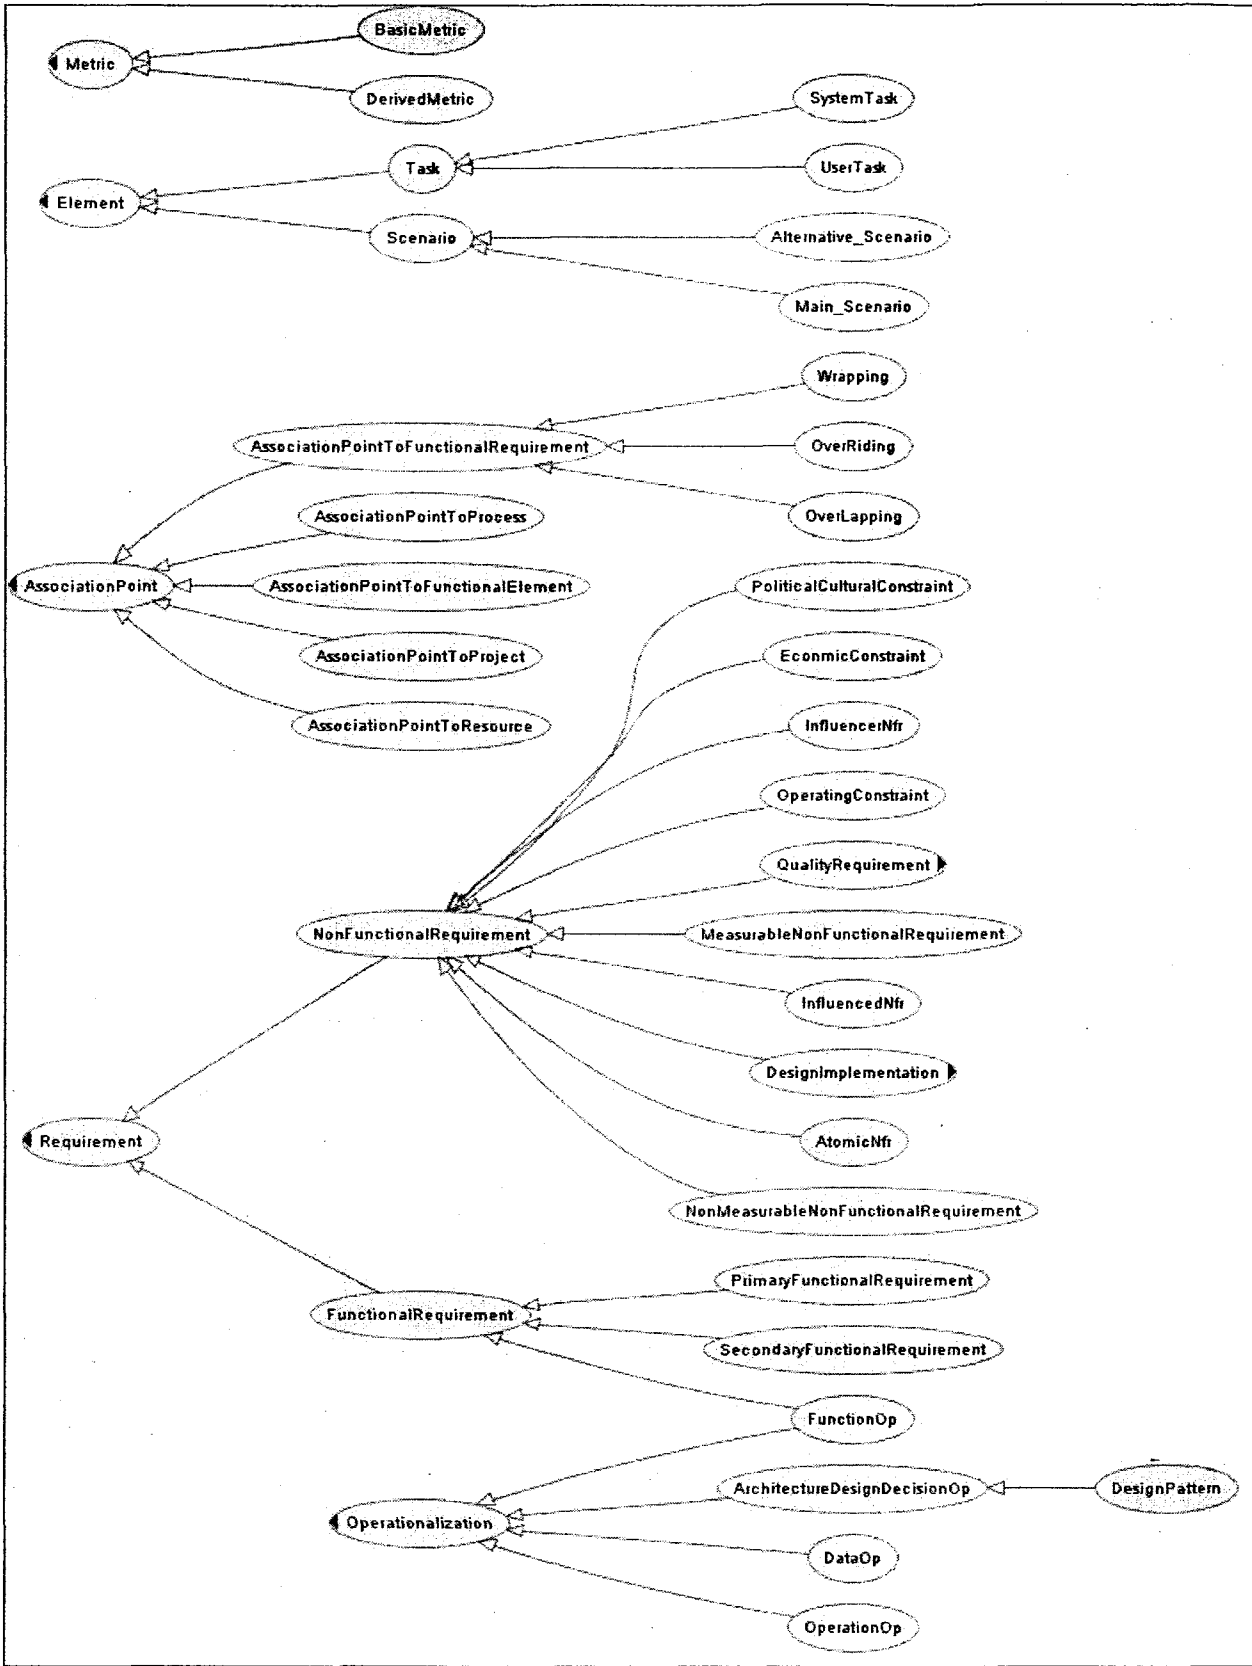 BasicMetric
Metric
DerivedMetric
SystemTask
Task
UserTask
Element
Scenario
Alternative_Scenario
Main_Scenario
Wrapping
AssociationPointToFunctionalRequirement
OverRiding
AssociationPointToProcess
OverLapping
AssociationPoint
AssociationPointToFunctionalElement
PoliticalCulturalConstraint
AssociationPointToProject
EconmicConstraint
AssociationPointToResource
InfluencerNfr
OperatingConstraint
QualityRequirement
NonFunctionalRequirement
MeasurableNonFunctionalRequirement
InfluencedNfr
DesignImplementation
Requirement
AtomicNfr
NonMeasurableNonFunctionalRequirement
PrimaryFunctionalRequirement
FunctionalRequirement
SecondaryFunctionalRequirement
FunctionOp
ArchitectureDesignDecisionOp
DesignPattern
Operationalization
DataOp
OperationOp